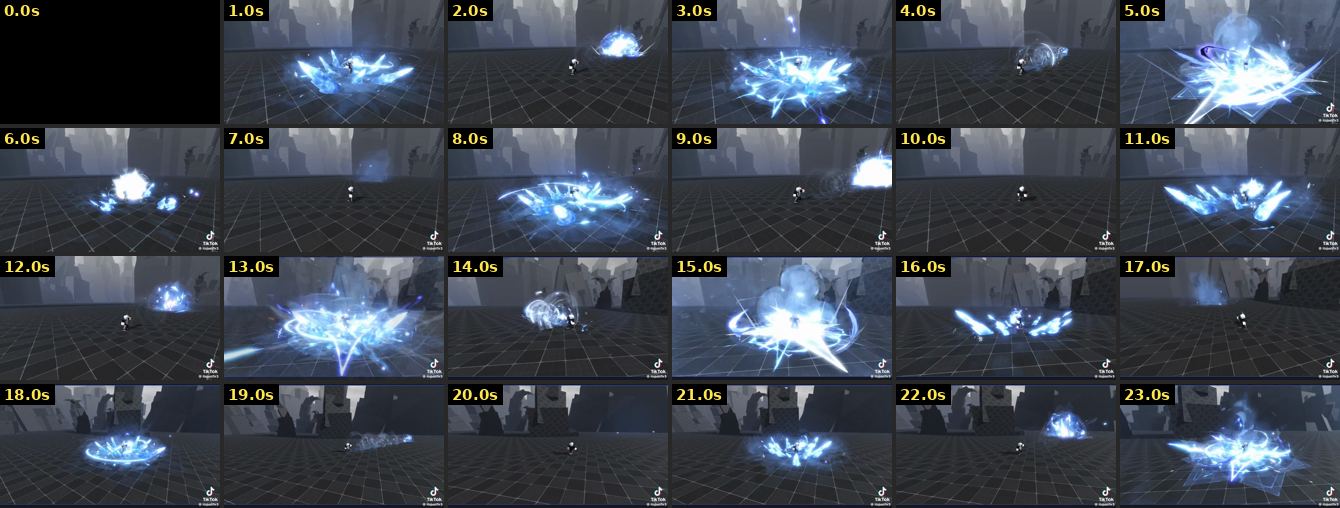 0.0s
1.0s
2.0s
3.0s
4.0s
5.0s
TikTok
6.0s
7.0s
8.0s
9.0s
10.0s
11.0s
TikTok
TikTok
TikTok
TikTok
TikTok
TikTok
12.0s
13.0s
14.0s
15.0s
16.0s
17.0s
TikTok
TikTok
TikTok
TikTok
TikTok
TikTok
18.0s
19.0s
20.0s
21.0s
22.0s
23.0s
TikTok
TikTok
TikTok
TikTok
TikTok
TikTok